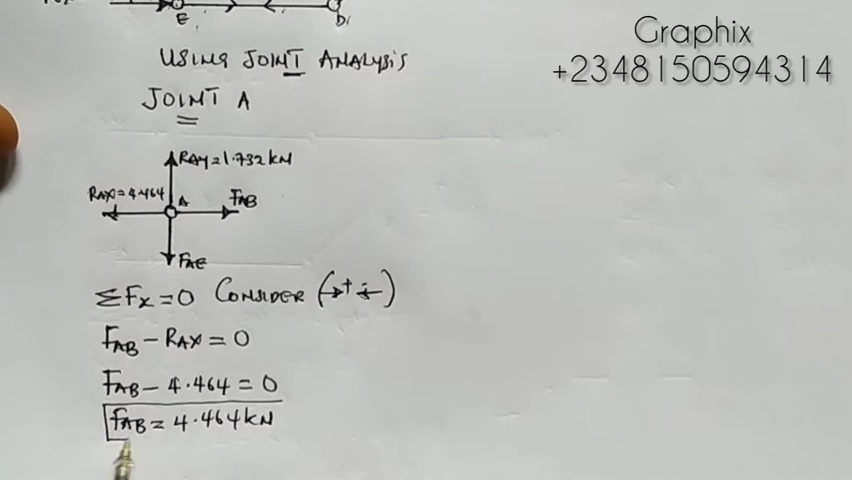 Graphix
+2348150594314
E
D
USING JOINT ANALYSIS
JOINT A
RAY=1.732KN
RAX=4.464
A
FAB
FAE
ΣFx=0 CONSIDER (→+ ←-)
FAB-RAX=0
FAB-4.464=0
FAB=4.464KN